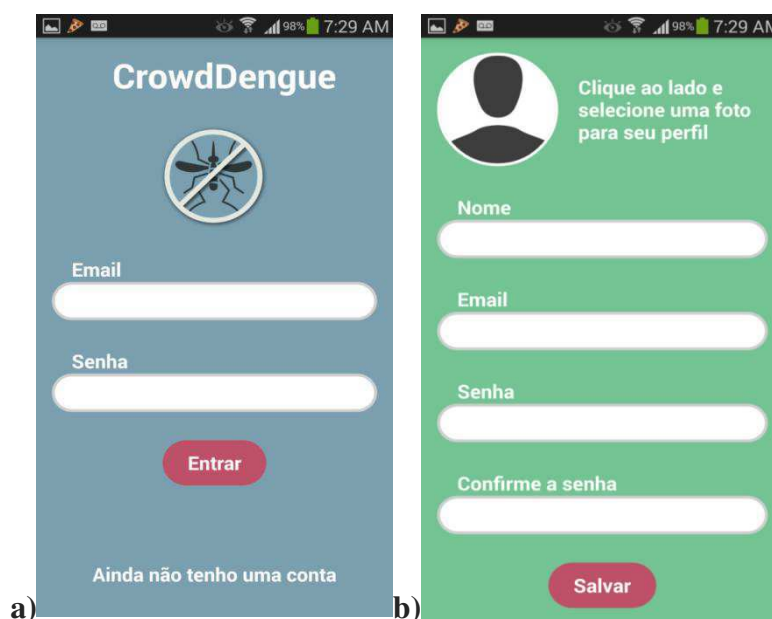 98% 7:29 AM
CrowdDengue
Email
Senha
Entrar
Ainda não tenho uma conta
a)
98% 7:29 AM
Clique ao lado e
selecione uma foto
para seu perfil
Nome
Email
Senha
Confirme a senha
Salvar
b)